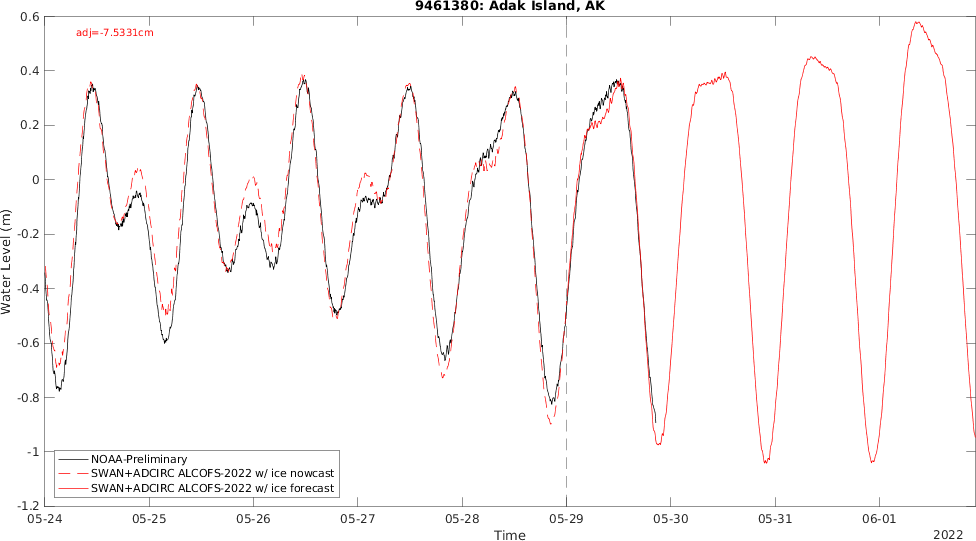 9461380: Adak Island, AK
adj=-7.5331cm
0.6
0.4
0.2
0
-0.2
-0.4
-0.6
-0.8
-1
-1.2
Water Level (m)
NOAA-Preliminary
SWAN+ADCIRC ALCOFS-2022 w/ ice nowcast
SWAN+ADCIRC ALCOFS-2022 w/ ice forecast
05-24 05-25 05-26 05-27 05-28 05-29 05-30 05-31 06-01
Time
2022